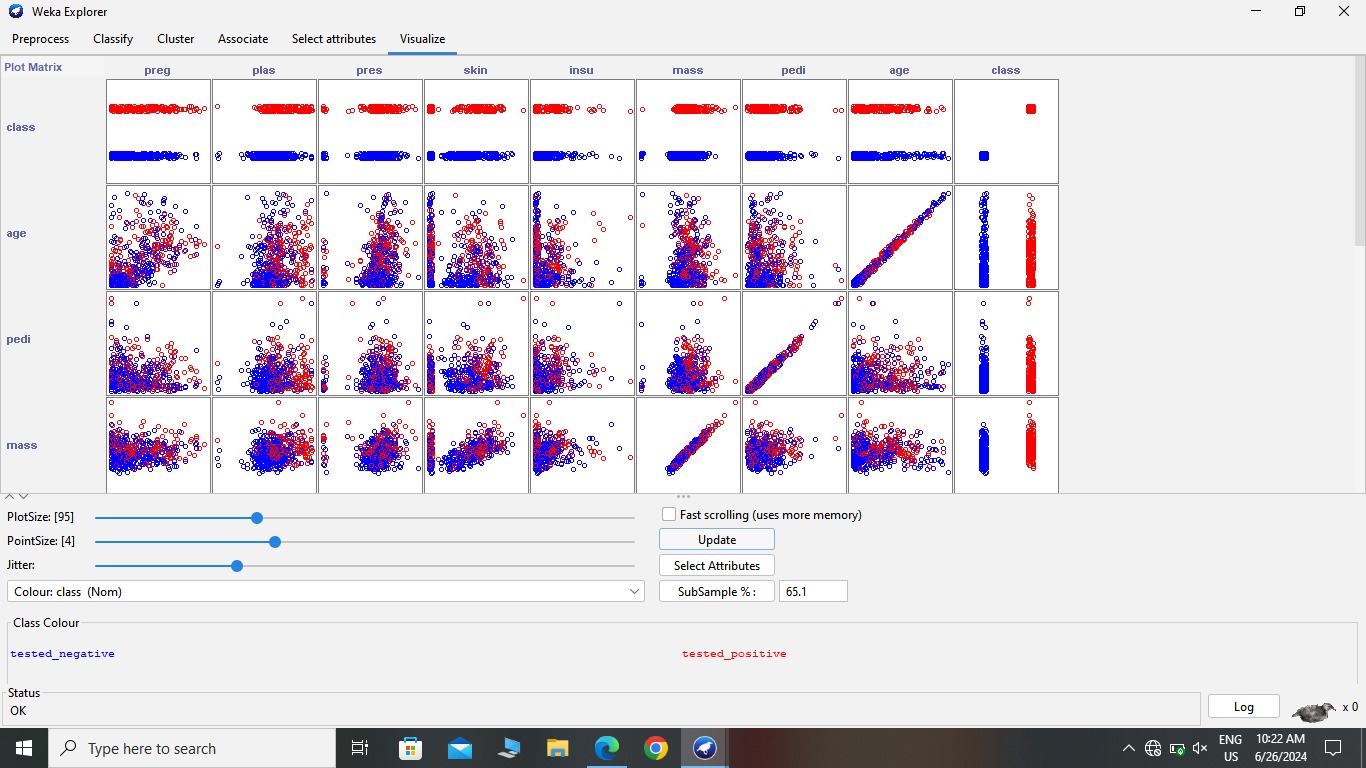 Weka Explorer
Preprocess Classify Cluster Associate Select attributes Visualize
Plot Matrix preg plas pres skin insu mass pedi age class
class
age
pedi
mass
PlotSize: [95]
PointSize: [4]
Jitter:
Colour: class (Nom)
Fast scrolling (uses more memory)
Update
Select Attributes
SubSample % : 65.1
Class Colour
tested_negative tested_positive
Status
OK
Log x 0
Type here to search
ENG
US
10:22 AM
6/26/2024